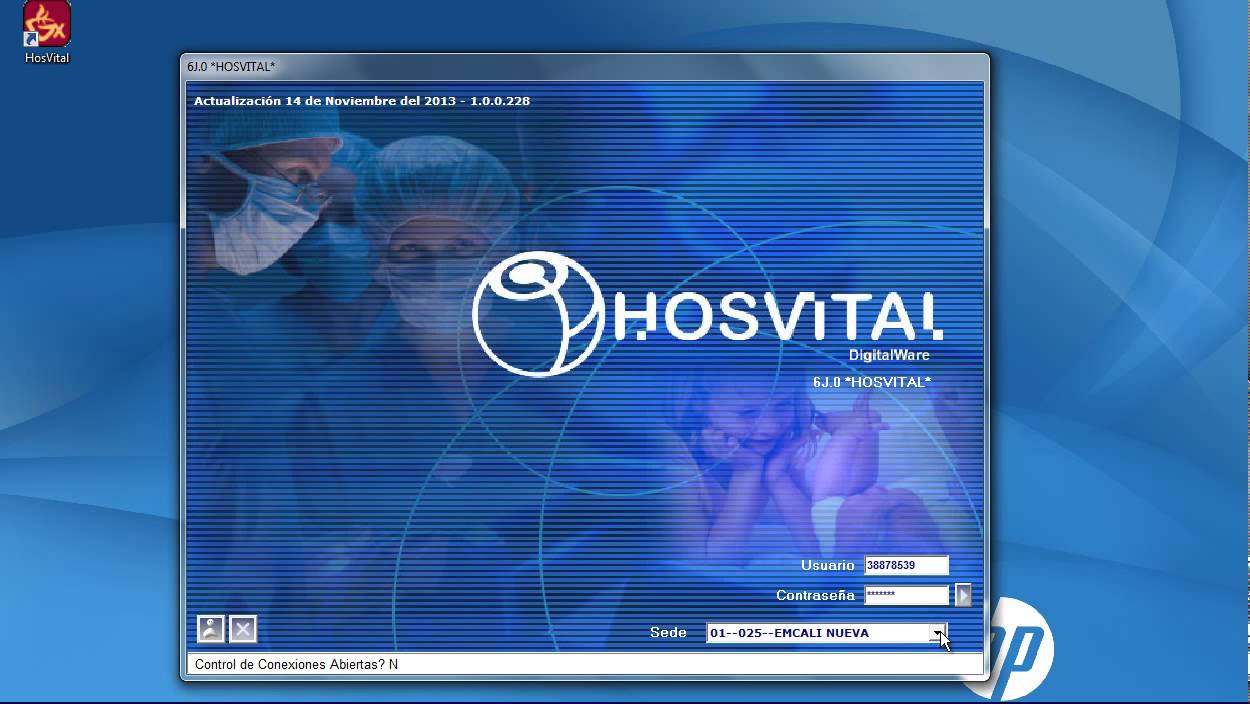 HosVital
6J.0 *HOSVITAL*
Actualización 14 de Noviembre del 2013 - 1.0.0.228
HOSVITAL
DigitalWare
6J.0 *HOSVITAL*
Usuario 38878539
Contraseña *******
Sede 01--025--EMCALI NUEVA
Control de Conexiones Abiertas? N
hp